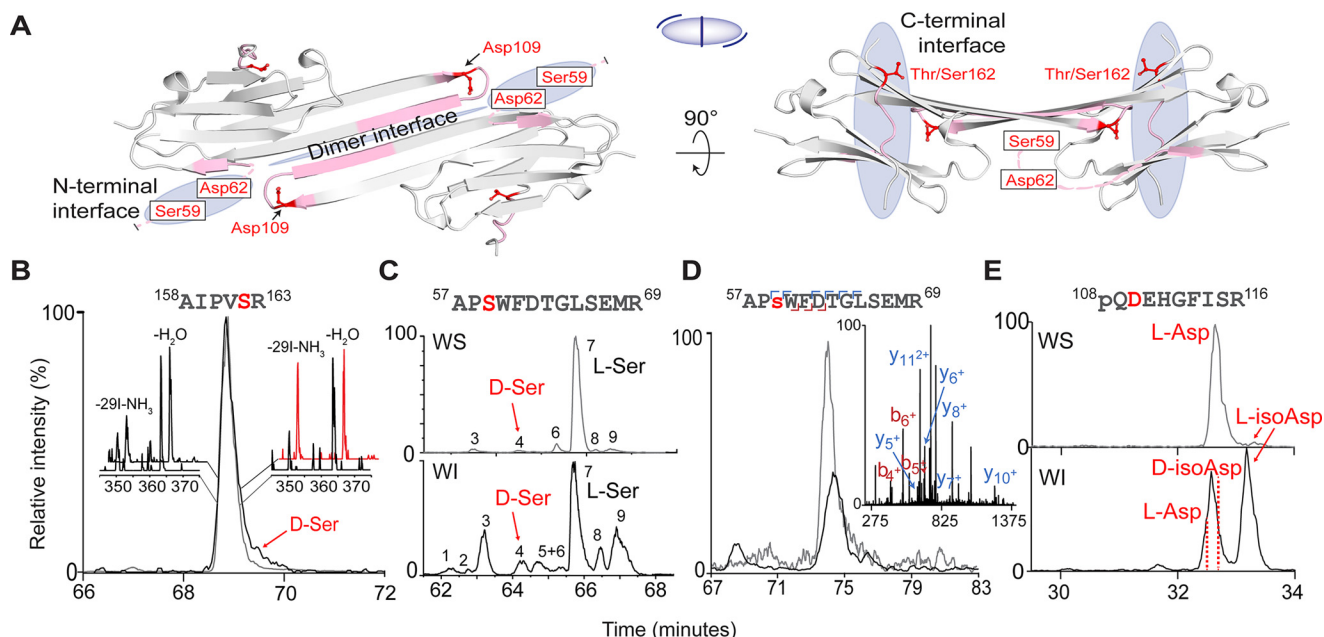 A
Asp109
Ser59
Asp62
Dimer interface
N-terminal
interface
Asp62
Ser59
Asp109
90°
C-terminal
interface
Thr/Ser162
Thr/Ser162
Ser59
Asp62
B
158AIPVSR163
100
-H2O
-29I-NH3
-H2O
-29I-NH3
350 360 370
350 360 370
D-Ser
Relative intensity (%)
0
66 68 70 72
C
57APSWFDTGLSEMR69
100
WS
7
L-Ser
D-Ser
3 4 6 8 9
0
100
WI
7
L-Ser
D-Ser
1 2 3 4 5+6 8 9
0
62 64 66 68
D
57APsWFDTGLSEMR69
100
y11 2+
y6+
b6+
y8+
y5+
b4+
b5+
y7+
y10+
0
275 825 1375
67 71 75 79 83
E
108pQDEHGFISR116
100
WS
L-Asp
L-isoAsp
0
100
WI
D-isoAsp
L-Asp
0
30 32 34
Time (minutes)